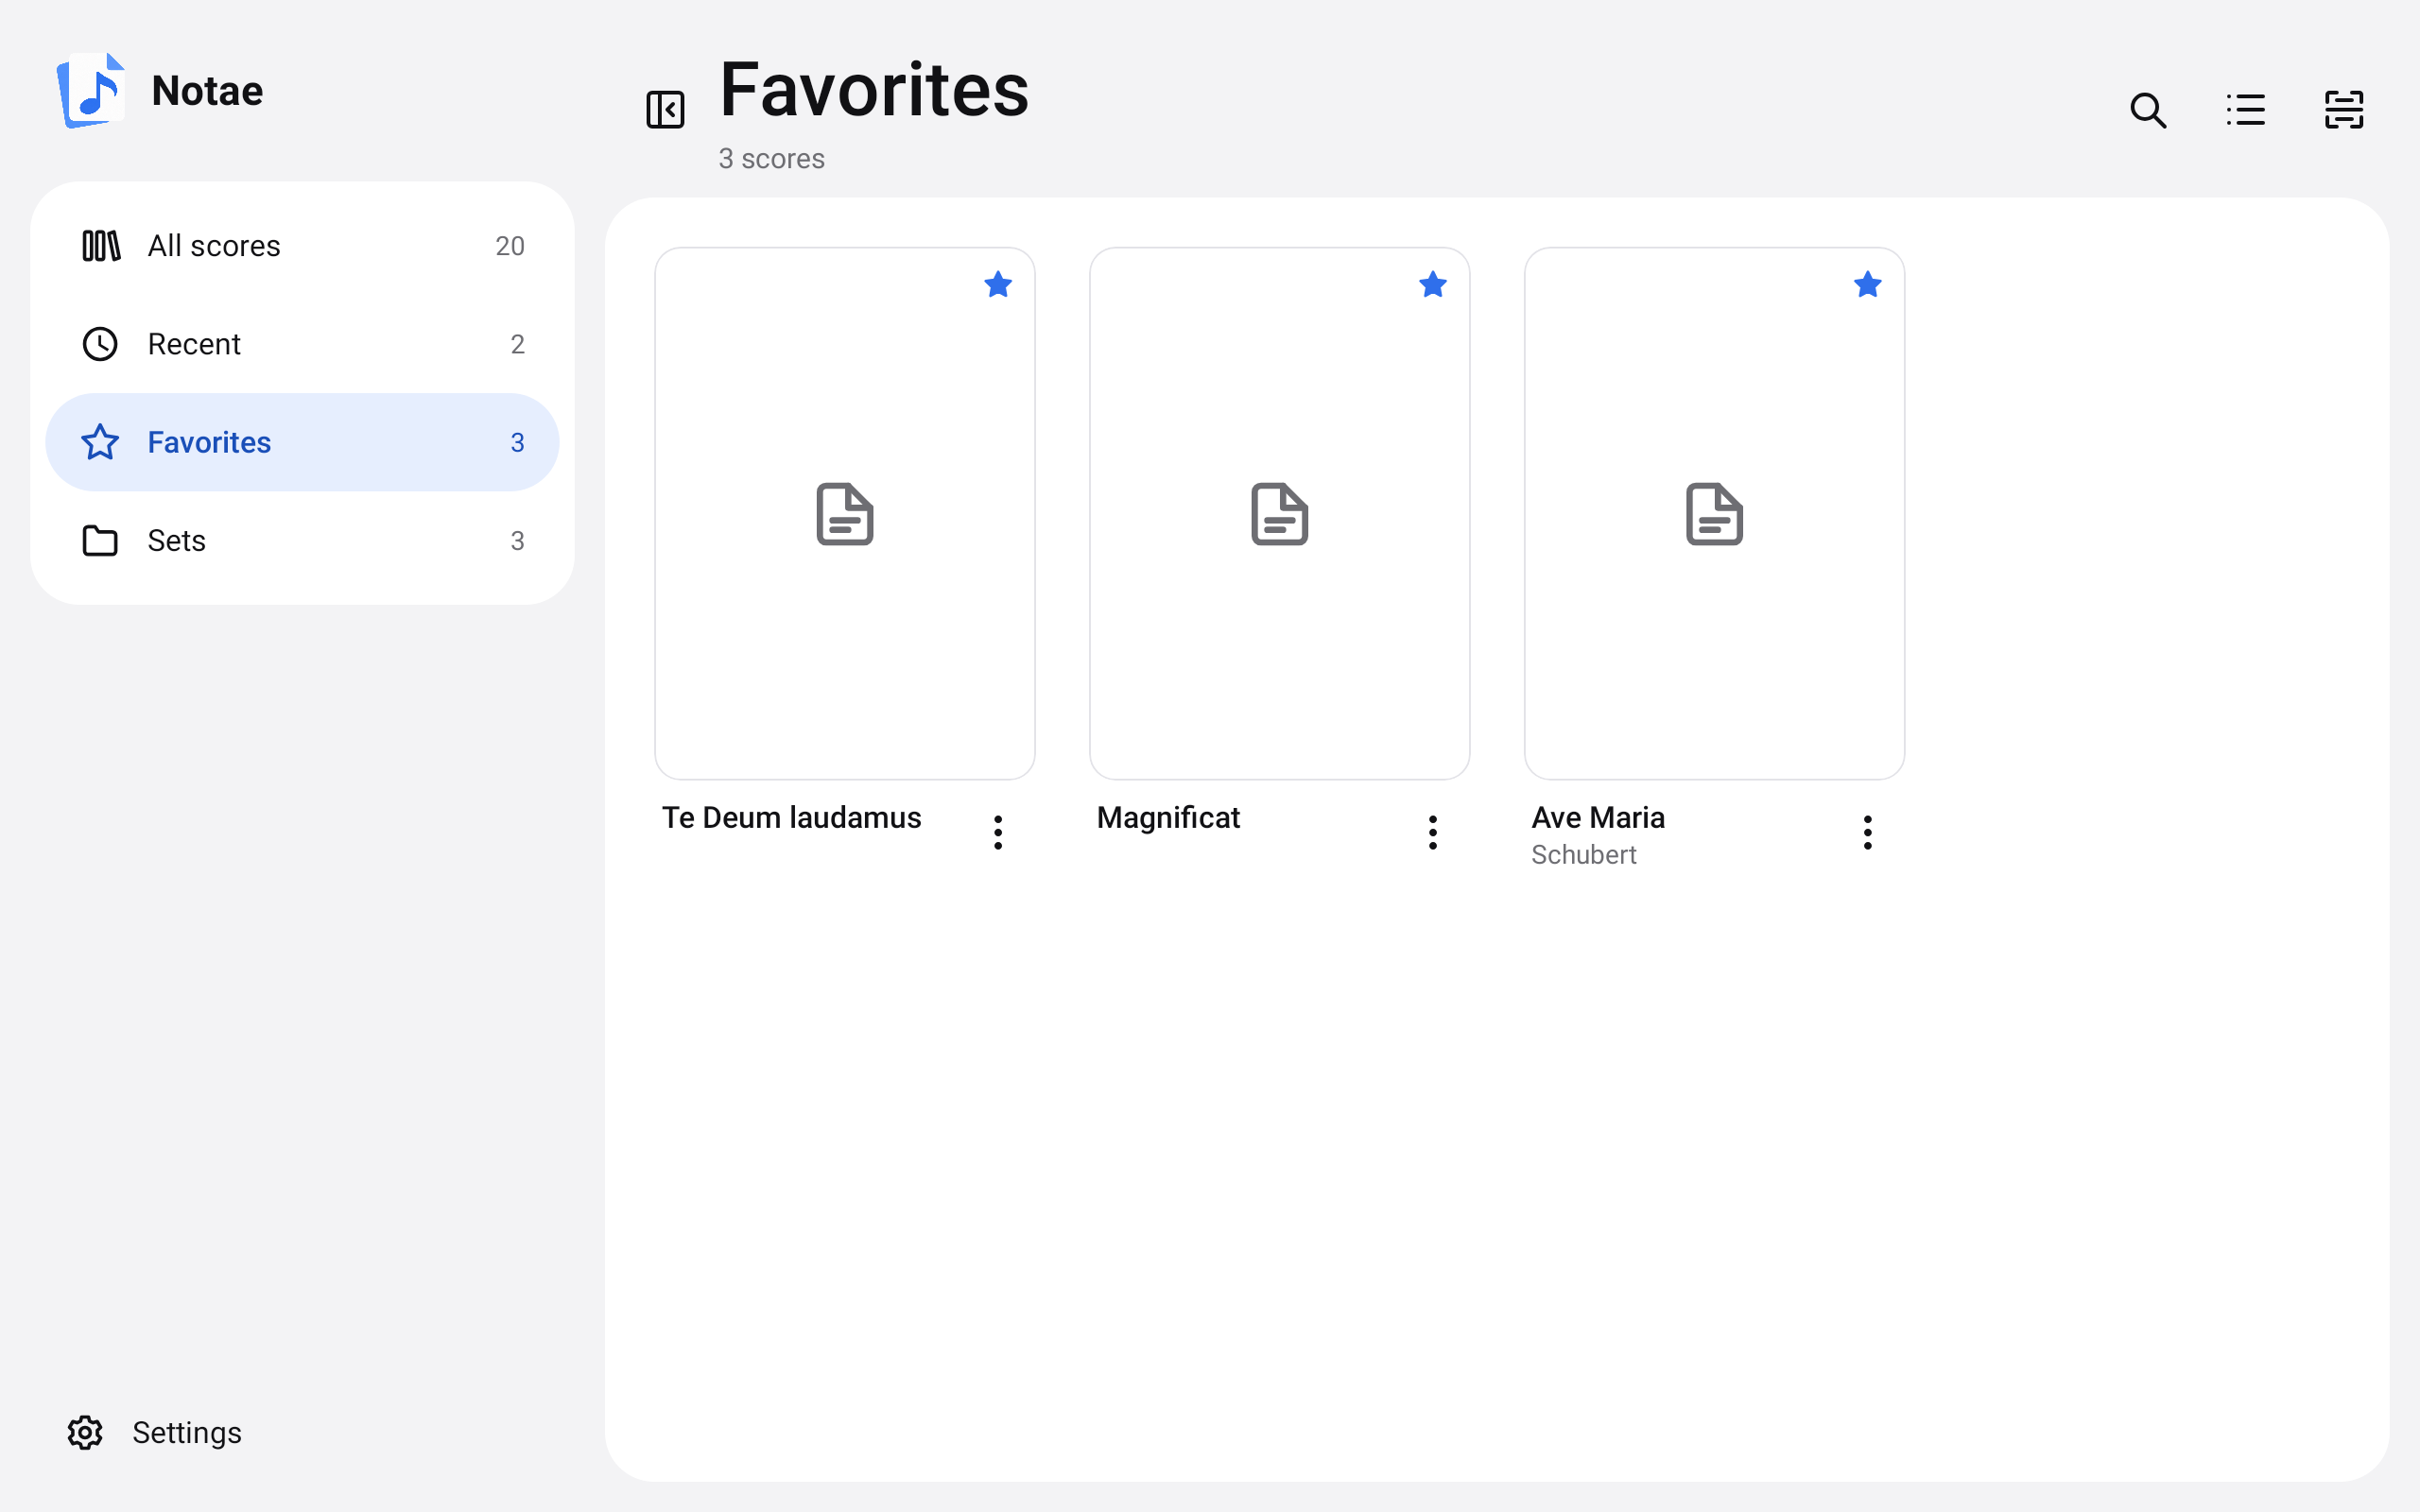 Notae
Favorites
3 scores
All scores 20
Recent 2
Favorites 3
Sets 3
Te Deum laudamus
Magnificat
Ave Maria
Schubert
Settings